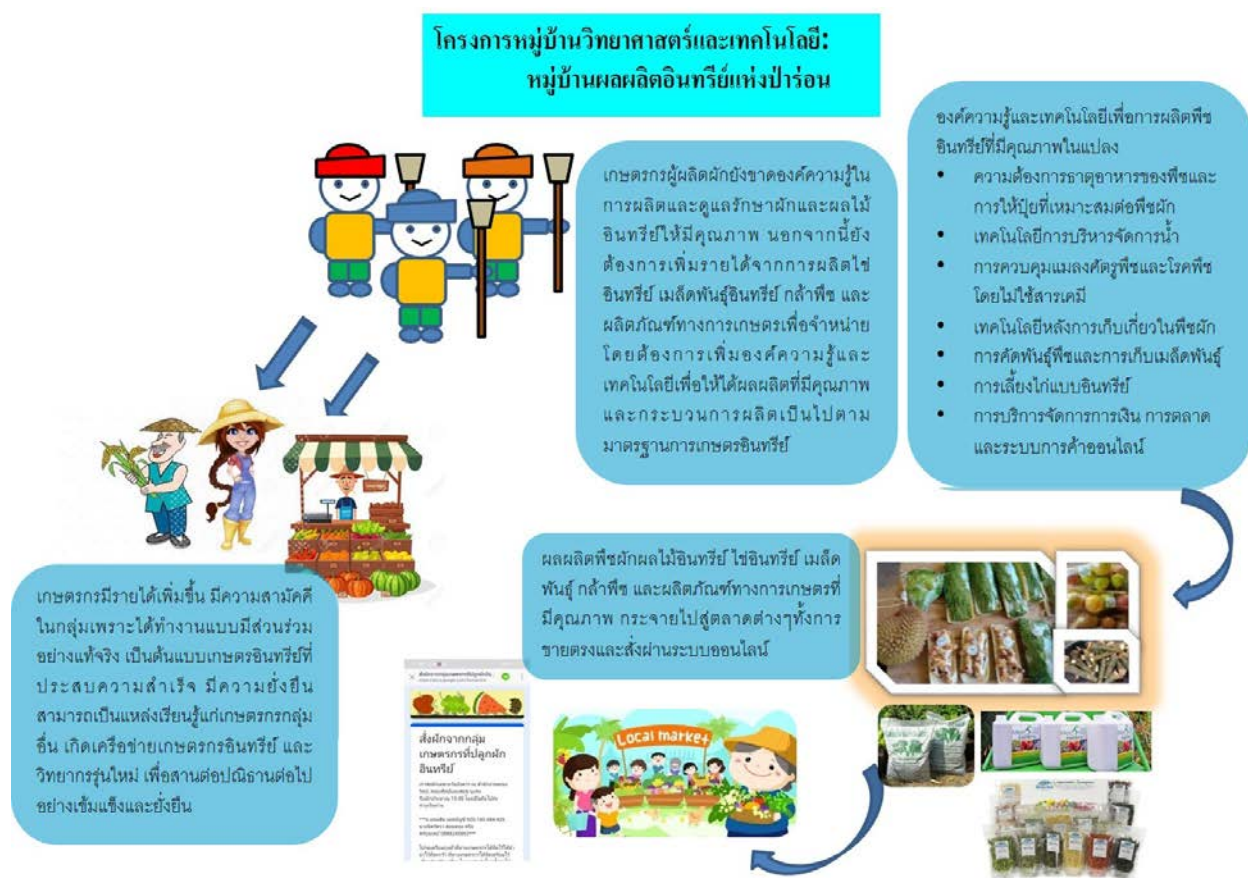 โครงการหมู่บ้านวิทยาศาสตร์และเทคโนโลยี:
หมู่บ้านผลผลิตอินทรีย์แห่งป่าร่อน
เกษตรกรผู้ผลิตผักยังขาดองค์ความรู้ใน
การผลิตและดูแลรักษาผักและผลไม้
อินทรีย์ให้มีคุณภาพ นอกจากนี้ยัง
ต้องการเพิ่มรายได้จากการผลิตไข่
อินทรีย์ เมล็ดพันธุ์อินทรีย์ กล้าพืช และ
ผลิตภัณฑ์ทางการเกษตรเพื่อจำหน่าย
โดยต้องการเพิ่มองค์ความรู้และ
เทคโนโลยีเพื่อให้ได้ผลผลิตที่มีคุณภาพ
และกระบวนการผลิตเป็นไปตาม
มาตรฐานการเกษตรอินทรีย์
องค์ความรู้และเทคโนโลยีเพื่อการผลิตพืช
อินทรีย์ที่มีคุณภาพในแปลง
• ความต้องการธาตุอาหารของพืชและ
การให้ปุ๋ยที่เหมาะสมต่อพืชผัก
• เทคโนโลยีการบริหารจัดการน้ำ
• การควบคุมแมลงศัตรูพืชและโรคพืช
โดยไม่ใช้สารเคมี
• เทคโนโลยีหลังการเก็บเกี่ยวในพืชผัก
• การคัดพันธุ์พืชและการเก็บเมล็ดพันธุ์
• การเลี้ยงไก่แบบอินทรีย์
• การบริการจัดการการเงิน การตลาด
และระบบการค้าออนไลน์
ผลผลิตพืชผักผลไม้อินทรีย์ ไข่อินทรีย์ เมล็ด
พันธุ์ กล้าพืช และผลิตภัณฑ์ทางการเกษตรที่
มีคุณภาพ กระจายไปสู่ตลาดต่างๆทั้งการ
ขายตรงและสั่งผ่านระบบออนไลน์
เกษตรกรมีรายได้เพิ่มขึ้น มีความสามัคคี
ในกลุ่มเพราะได้ทำงานแบบมีส่วนร่วม
อย่างแท้จริง เป็นต้นแบบเกษตรอินทรีย์ที่
ประสบความสำเร็จ มีความยั่งยืน
สามารถเป็นแหล่งเรียนรู้แก่เกษตรกรกลุ่ม
อื่น เกิดเครือข่ายเกษตรกรอินทรีย์ และ
วิทยากรรุ่นใหม่ เพื่อสานต่อปณิธานต่อไป
อย่างเข้มแข็งและยั่งยืน
สั่งผักจากกลุ่ม
เกษตรกรที่ปลูกผัก
อินทรีย์
Local market